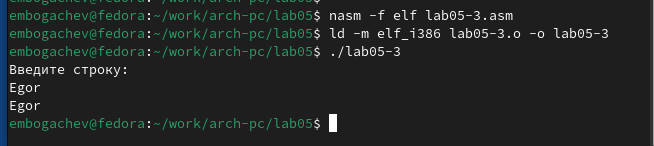 embogachev@fedora:~/work/arch-pc/lab05$ nasm -f elf lab05-3.asm
embogachev@fedora:~/work/arch-pc/lab05$ ld -m elf_i386 lab05-3.o -o lab05-3
embogachev@fedora:~/work/arch-pc/lab05$ ./lab05-3
Введите строку:
Egor
Egor
embogachev@fedora:~/work/arch-pc/lab05$